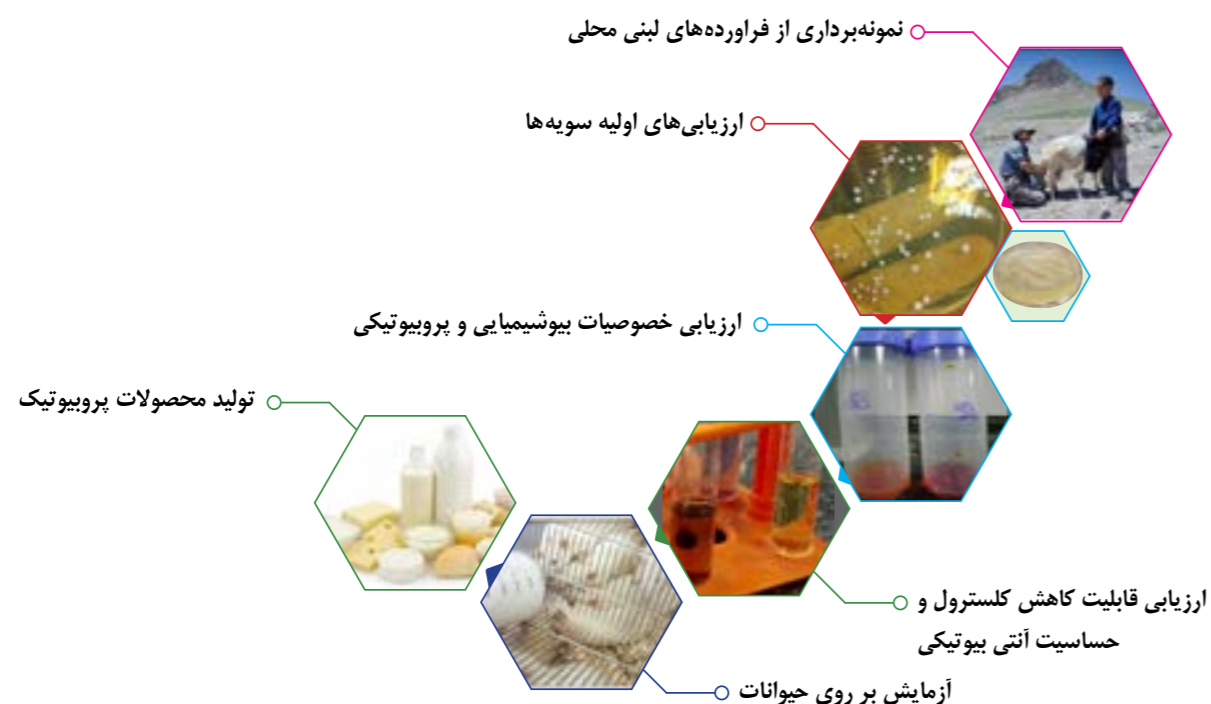 نمونه‌برداری از فراورده‌های لبنی محلی
ارزیابی‌های اولیه سویه‌ها
ارزیابی خصوصیات بیوشیمیایی و پروبیوتیکی
تولید محصولات پروبیوتیک
ارزیابی قابلیت کاهش کلسترول و
حساسیت آنتی بیوتیکی
آزمایش بر روی حیوانات